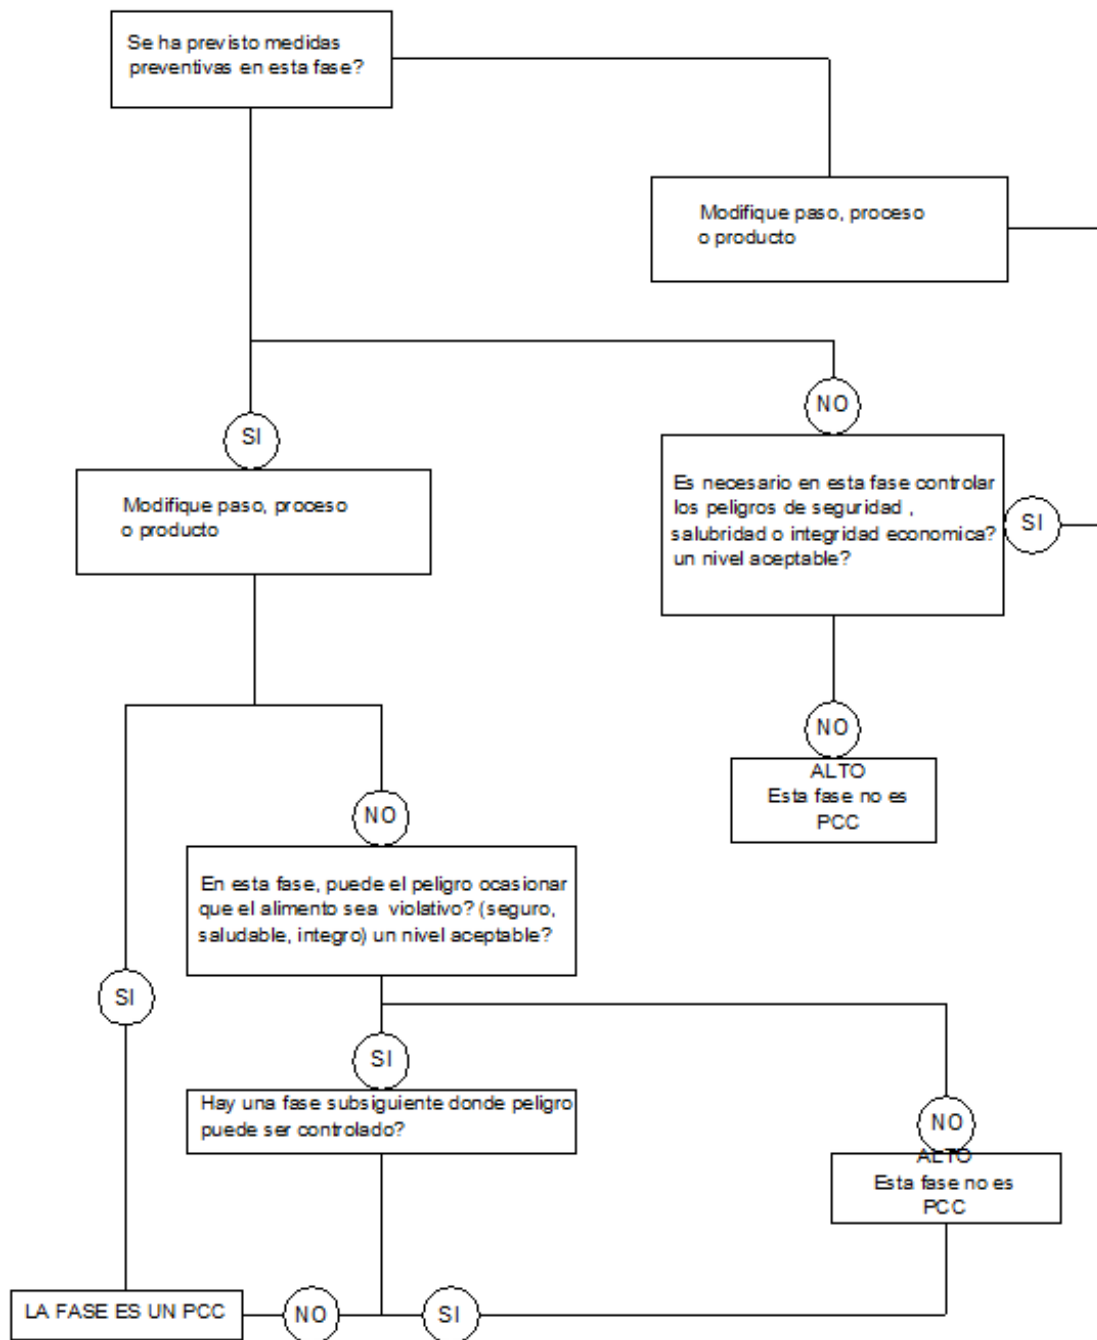 Se ha previsto medidas
preventivas en esta fase?
Modifique paso, proceso
o producto
NO
SI
Modifique paso, proceso
o producto
Es necesario en esta fase controlar
los peligros de seguridad ,
salubridad o integridad economica?
un nivel aceptable?
SI
NO
ALTO
Esta fase no es
PCC
NO
En esta fase, puede el peligro ocasionar
que el alimento sea violativo? (seguro,
saludable, integro) un nivel aceptable?
SI
SI
Hay una fase subsiguiente donde peligro
puede ser controlado?
NO
ALTO
Esta fase no es
PCC
LA FASE ES UN PCC
NO
SI